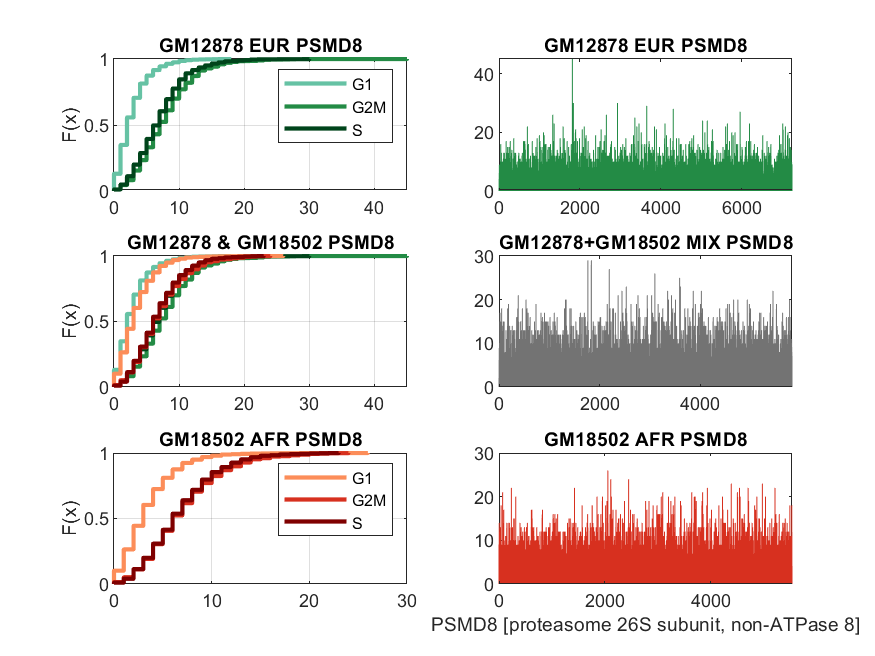 GM12878 EUR PSMD8
F(x)
1
0.5
0
0 10 20 30 40
G1
G2M
S
GM12878 EUR PSMD8
40
20
0
0 2000 4000 6000
GM12878 & GM18502 PSMD8
F(x)
1
0.5
0
0 10 20 30 40
GM12878+GM18502 MIX PSMD8
30
20
10
0
0 2000 4000
GM18502 AFR PSMD8
F(x)
1
0.5
0
0 10 20 30
G1
G2M
S
GM18502 AFR PSMD8
30
20
10
0
0 2000 4000
PSMD8 [proteasome 26S subunit, non-ATPase 8]